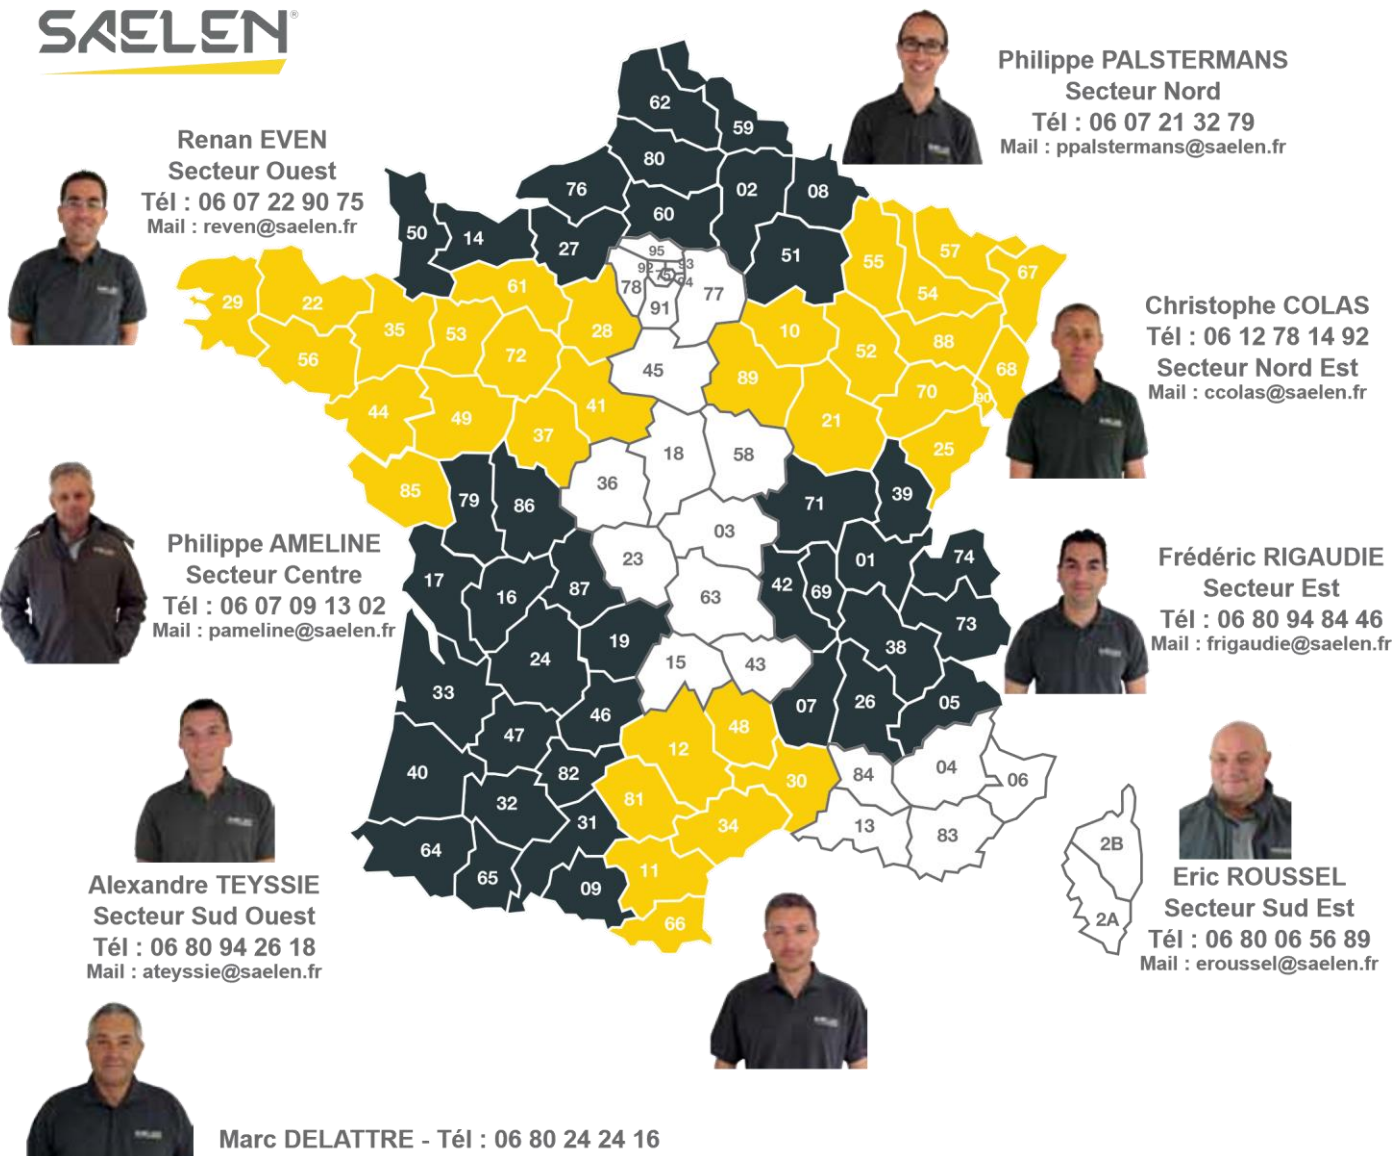 SAELEN®
Philippe PALSTERMANS
Secteur Nord
Tél : 06 07 21 32 79
Mail : ppalstermans@saelen.fr
Renan EVEN
Secteur Ouest
Tél : 06 07 22 90 75
Mail : reven@saelen.fr
Christophe COLAS
Tél : 06 12 78 14 92
Secteur Nord Est
Mail : ccolas@saelen.fr
Philippe AMELINE
Secteur Centre
Tél : 06 07 09 13 02
Mail : pameline@saelen.fr
Frédéric RIGAUDIE
Secteur Est
Tél : 06 80 94 84 46
Mail : frigaudie@saelen.fr
Alexandre TEYSSIE
Secteur Sud Ouest
Tél : 06 80 94 26 18
Mail : ateyssie@saelen.fr
Eric ROUSSEL
Secteur Sud Est
Tél : 06 80 06 56 89
Mail : eroussel@saelen.fr
Marc DELATTRE - Tél : 06 80 24 24 16
62
59
80
02
08
76
60
50
14
27
51
95
92
75
93
94
78
77
91
55
57
67
54
29
22
61
35
53
28
10
52
88
68
56
72
45
89
70
90
44
49
41
37
21
25
18
58
36
85
79
86
71
39
03
23
17
16
87
63
42
69
01
74
73
38
19
24
15
43
33
46
07
26
05
47
12
48
40
82
81
30
84
04
06
32
31
34
13
83
64
65
09
11
66
2B
2A